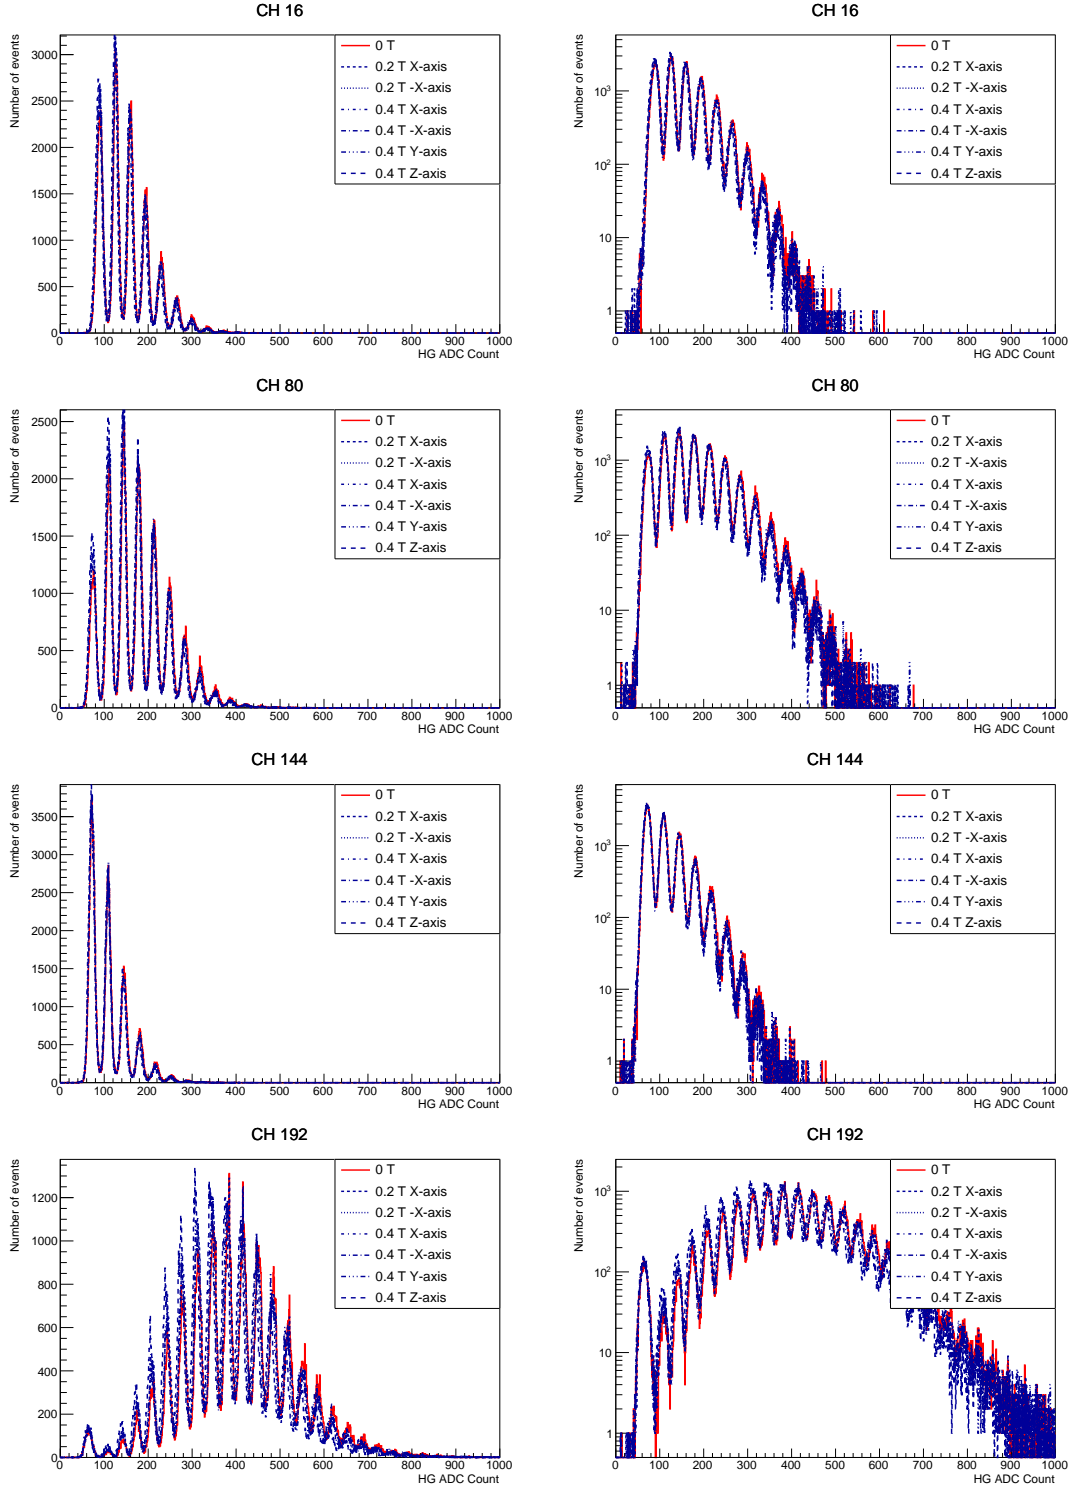 CH 16
Number of events
3000
2500
2000
1500
1000
500
0
0 100 200 300 400 500 600 700 800 900 1000
HG ADC Count
0 T
0.2 T X-axis
0.2 T -X-axis
0.4 T X-axis
0.4 T -X-axis
0.4 T Y-axis
0.4 T Z-axis
CH 16
Number of events
10³
10²
10
1
0 100 200 300 400 500 600 700 800 900 1000
HG ADC Count
0 T
0.2 T X-axis
0.2 T -X-axis
0.4 T X-axis
0.4 T -X-axis
0.4 T Y-axis
0.4 T Z-axis
CH 80
Number of events
2500
2000
1500
1000
500
0
0 100 200 300 400 500 600 700 800 900 1000
HG ADC Count
0 T
0.2 T X-axis
0.2 T -X-axis
0.4 T X-axis
0.4 T -X-axis
0.4 T Y-axis
0.4 T Z-axis
CH 80
Number of events
10³
10²
10
1
0 100 200 300 400 500 600 700 800 900 1000
HG ADC Count
0 T
0.2 T X-axis
0.2 T -X-axis
0.4 T X-axis
0.4 T -X-axis
0.4 T Y-axis
0.4 T Z-axis
CH 144
Number of events
3500
3000
2500
2000
1500
1000
500
0
0 100 200 300 400 500 600 700 800 900 1000
HG ADC Count
0 T
0.2 T X-axis
0.2 T -X-axis
0.4 T X-axis
0.4 T -X-axis
0.4 T Y-axis
0.4 T Z-axis
CH 144
Number of events
10³
10²
10
1
0 100 200 300 400 500 600 700 800 900 1000
HG ADC Count
0 T
0.2 T X-axis
0.2 T -X-axis
0.4 T X-axis
0.4 T -X-axis
0.4 T Y-axis
0.4 T Z-axis
CH 192
Number of events
1200
1000
800
600
400
200
0
0 100 200 300 400 500 600 700 800 900 1000
HG ADC Count
0 T
0.2 T X-axis
0.2 T -X-axis
0.4 T X-axis
0.4 T -X-axis
0.4 T Y-axis
0.4 T Z-axis
CH 192
Number of events
10³
10²
10
1
0 100 200 300 400 500 600 700 800 900 1000
HG ADC Count
0 T
0.2 T X-axis
0.2 T -X-axis
0.4 T X-axis
0.4 T -X-axis
0.4 T Y-axis
0.4 T Z-axis